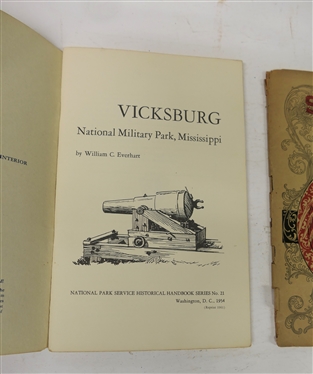 INTERIOR
VICKSBURG
National Military Park, Mississippi
by William C. Everhart
NATIONAL PARK SERVICE HISTORICAL HANDBOOK SERIES No. 21
Washington, D. C., 1954